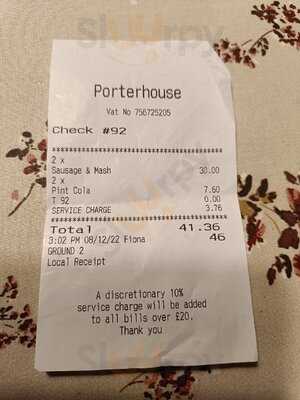 Porterhouse
Vat No 756725205
Check #92
2 x
Sausage & Mash 30.00
2 x
Pint Cola 7.60
T 92 0.00
SERVICE CHARGE 3.76
Total 41.36
3:02 PM 08/12/22 Fiona 46
GROUND 2
Local Receipt
A discretionary 10%
service charge will be added
to all bills over £20.
Thank you